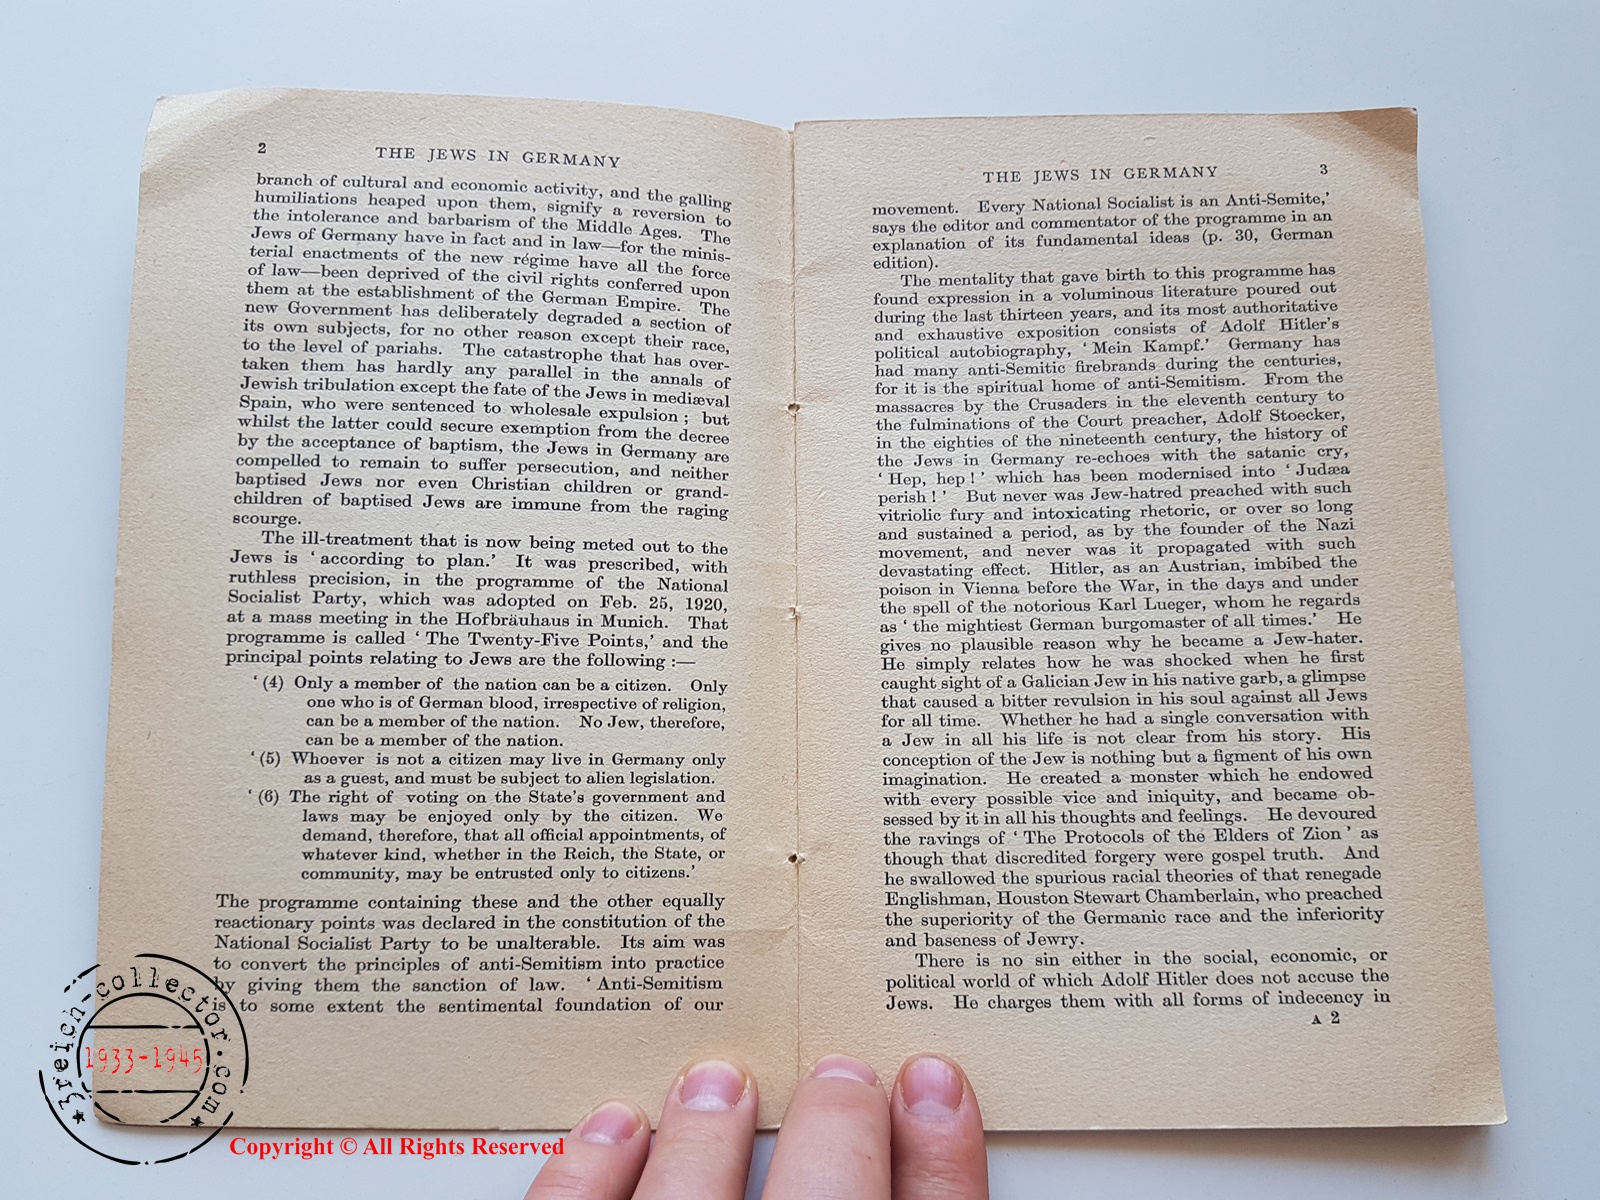 2
THE JEWS IN GERMANY
branch of cultural and economic activity, and the galling
humiliations heaped upon them, signify a reversion to
the intolerance and barbarism of the Middle Ages. The
Jews of Germany have in fact and in law—for the minis-
terial enactments of the new régime have all the force
of law—been deprived of the civil rights conferred upon
them at the establishment of the German Empire. The
new Government has deliberately degraded a section of
its own subjects, for no other reason except their race,
to the level of pariahs. The catastrophe that has over-
taken them has hardly any parallel in the annals of
Jewish tribulation except the fate of the Jews in mediæval
Spain, who were sentenced to wholesale expulsion ; but
whilst the latter could secure exemption from the decree
by the acceptance of baptism, the Jews in Germany are
compelled to remain to suffer persecution, and neither
baptised Jews nor even Christian children or grand-
children of baptised Jews are immune from the raging
scourge.
The ill-treatment that is now being meted out to the
Jews is ‘ according to plan.’ It was prescribed, with
ruthless precision, in the programme of the National
Socialist Party, which was adopted on Feb. 25, 1920,
at a mass meeting in the Hofbräuhaus in Munich. That
programme is called ‘ The Twenty-Five Points,’ and the
principal points relating to Jews are the following :—
‘ (4) Only a member of the nation can be a citizen. Only
one who is of German blood, irrespective of religion,
can be a member of the nation. No Jew, therefore,
can be a member of the nation.
‘ (5) Whoever is not a citizen may live in Germany only
as a guest, and must be subject to alien legislation.
‘ (6) The right of voting on the State’s government and
laws may be enjoyed only by the citizen. We
demand, therefore, that all official appointments, of
whatever kind, whether in the Reich, the State, or
community, may be entrusted only to citizens.’
The programme containing these and the other equally
reactionary points was declared in the constitution of the
National Socialist Party to be unalterable. Its aim was
to convert the principles of anti-Semitism into practice
by giving them the sanction of law. ‘ Anti-Semitism
is to some extent the sentimental foundation of our
THE JEWS IN GERMANY
3
movement. Every National Socialist is an Anti-Semite,’
says the editor and commentator of the programme in an
explanation of its fundamental ideas (p. 30, German
edition).
The mentality that gave birth to this programme has
found expression in a voluminous literature poured out
during the last thirteen years, and its most authoritative
and exhaustive exposition consists of Adolf Hitler’s
political autobiography, ‘ Mein Kampf.’ Germany has
had many anti-Semitic firebrands during the centuries,
for it is the spiritual home of anti-Semitism. From the
massacres by the Crusaders in the eleventh century to
the fulminations of the Court preacher, Adolf Stoecker,
in the eighties of the nineteenth century, the history of
the Jews in Germany re-echoes with the satanic cry,
‘ Hep, hep ! ’ which has been modernised into ‘ Judæa
perish ! ’ But never was Jew-hatred preached with such
vitriolic fury and intoxicating rhetoric, or over so long
and sustained a period, as by the founder of the Nazi
movement, and never was it propagated with such
devastating effect. Hitler, as an Austrian, imbibed the
poison in Vienna before the War, in the days and under
the spell of the notorious Karl Lueger, whom he regards
as ‘ the mightiest German burgomaster of all times.’ He
gives no plausible reason why he became a Jew-hater.
He simply relates how he was shocked when he first
caught sight of a Galician Jew in his native garb, a glimpse
that caused a bitter revulsion in his soul against all Jews
for all time. Whether he had a single conversation with
a Jew in all his life is not clear from his story. His
conception of the Jew is nothing but a figment of his own
imagination. He created a monster which he endowed
with every possible vice and iniquity, and became ob-
sessed by it in all his thoughts and feelings. He devoured
the ravings of ‘ The Protocols of the Elders of Zion ’ as
though that discredited forgery were gospel truth. And
he swallowed the spurious racial theories of that renegade
Englishman, Houston Stewart Chamberlain, who preached
the superiority of the Germanic race and the inferiority
and baseness of Jewry.
There is no sin either in the social, economic, or
political world of which Adolf Hitler does not accuse the
Jews. He charges them with all forms of indecency in
A 2
3reich-collector.com
1933-1945
Copyright © All Rights Reserved